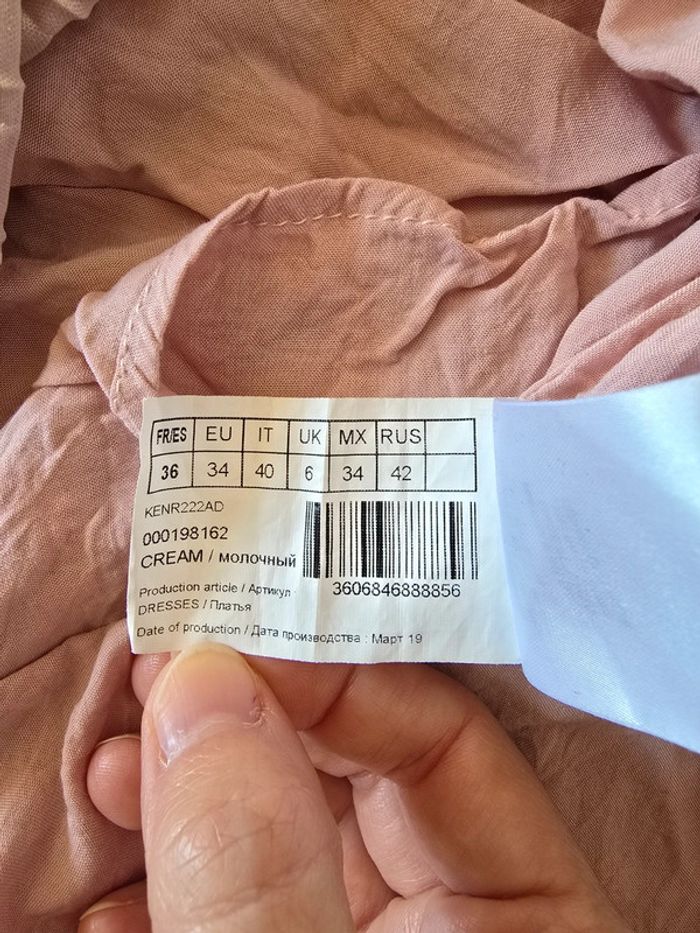 FR/ES EU IT UK MX RUS
36 34 40 6 34 42
KENR222AD
000198162
CREAM / молочный
3606846888856
Production article / Артикул :
DRESSES / Платья
Date of production / Дата производства : Март 19